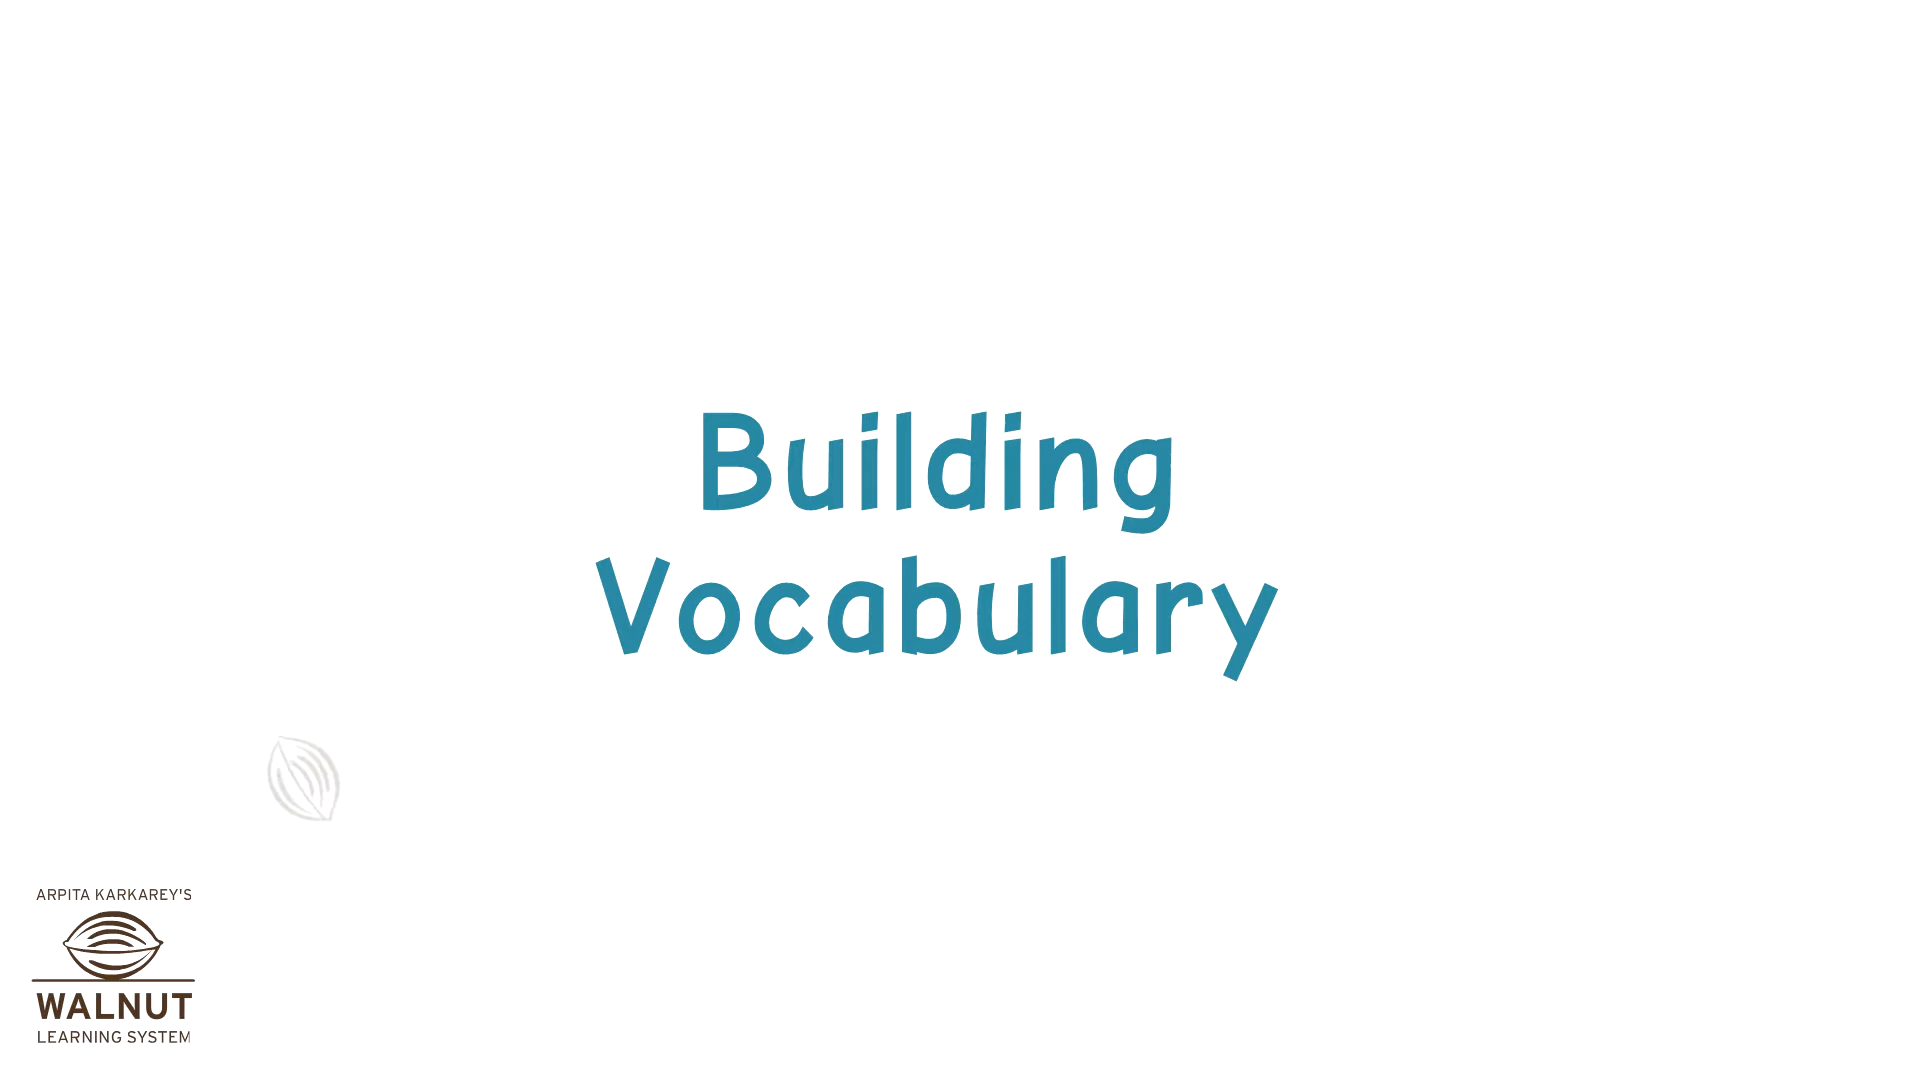 Building
Vocabulary
ARPITA KARKAREY'S
WALNUT
LEARNING SYSTEM